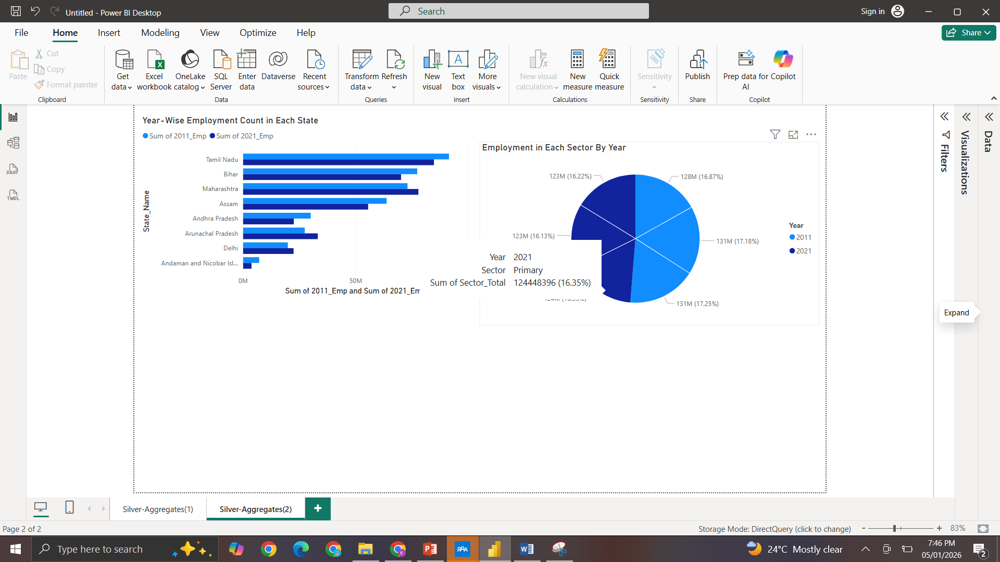 Untitled - Power BI Desktop
Search
Sign in
File Home Insert Modeling View Optimize Help
Share
Paste
Cut
Copy
Format painter
Clipboard
Get data
Excel workbook
OneLake catalog
SQL Server
Enter data
Dataverse
Recent sources
Data
Transform data
Refresh
Queries
New visual
Text box
More visuals
Insert
New visual calculation
New measure
Quick measure
Calculations
Sensitivity
Sensitivity
Publish
Share
Prep data for AI
Copilot
Copilot
DAX
TMDL
Year-Wise Employment Count in Each State
Sum of 2011_Emp Sum of 2021_Emp
State_Name
Tamil Nadu
Bihar
Maharashtra
Assam
Andhra Pradesh
Arunachal Pradesh
Delhi
Andaman and Nicobar Isl...
0M 50M
Sum of 2011_Emp and Sum of 2021_Em
Employment in Each Sector By Year
123M (16.22%)
128M (16.87%)
123M (16.13%)
131M (17.18%)
131M (17.25%)
Year
2011
2021
Year 2021
Sector Primary
Sum of Sector_Total 124448396 (16.35%)
Filters
Visualizations
Data
Expand
Silver-Aggregates(1)
Silver-Aggregates(2)
Page 2 of 2
Storage Mode: DirectQuery (click to change)
- + 83%
Type here to search
24°C Mostly clear
7:46 PM
05/01/2026
2